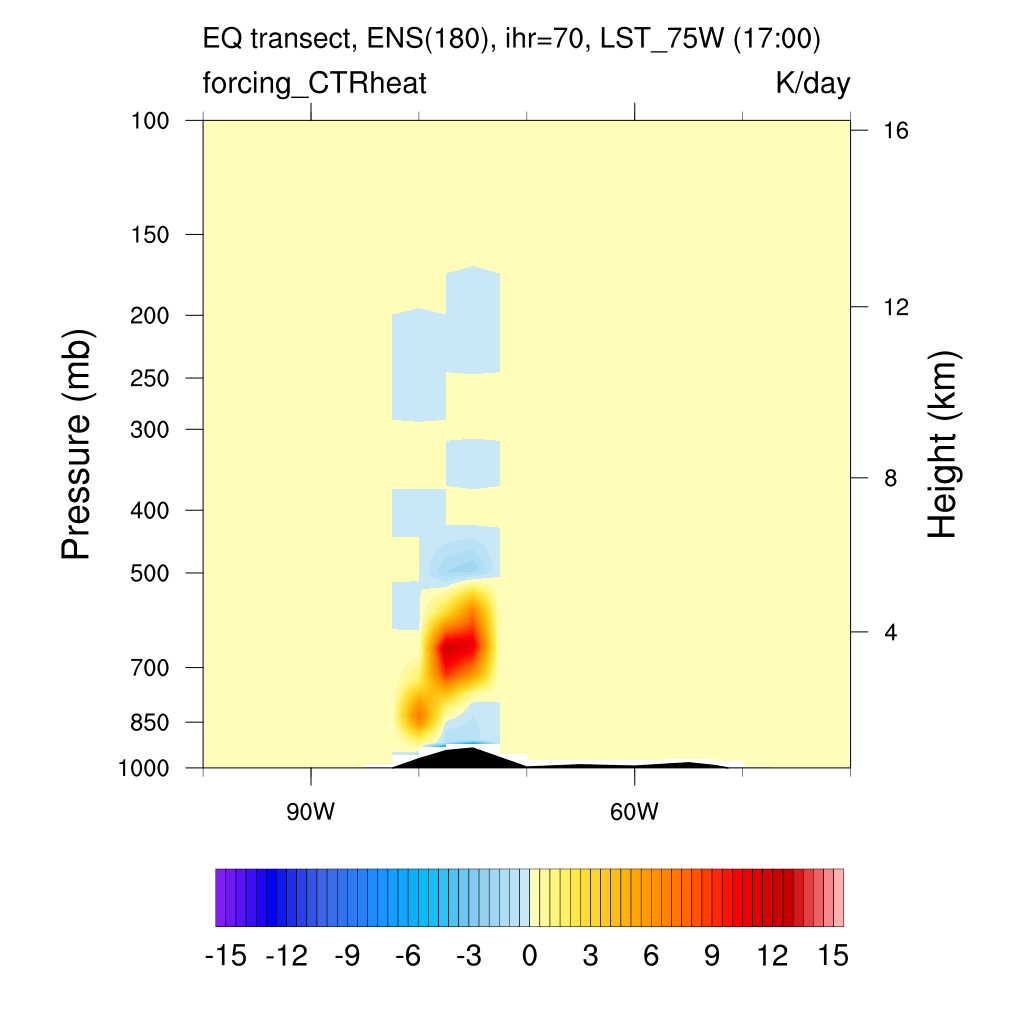 EQ transect, ENS(180), ihr=70, LST_75W (17:00)
forcing_CTRheat K/day
100
150
200
250
300
400
500
700
850
1000
Pressure (mb)
16
12
8
4
Height (km)
90W 60W
-15 -12 -9 -6 -3 0 3 6 9 12 15